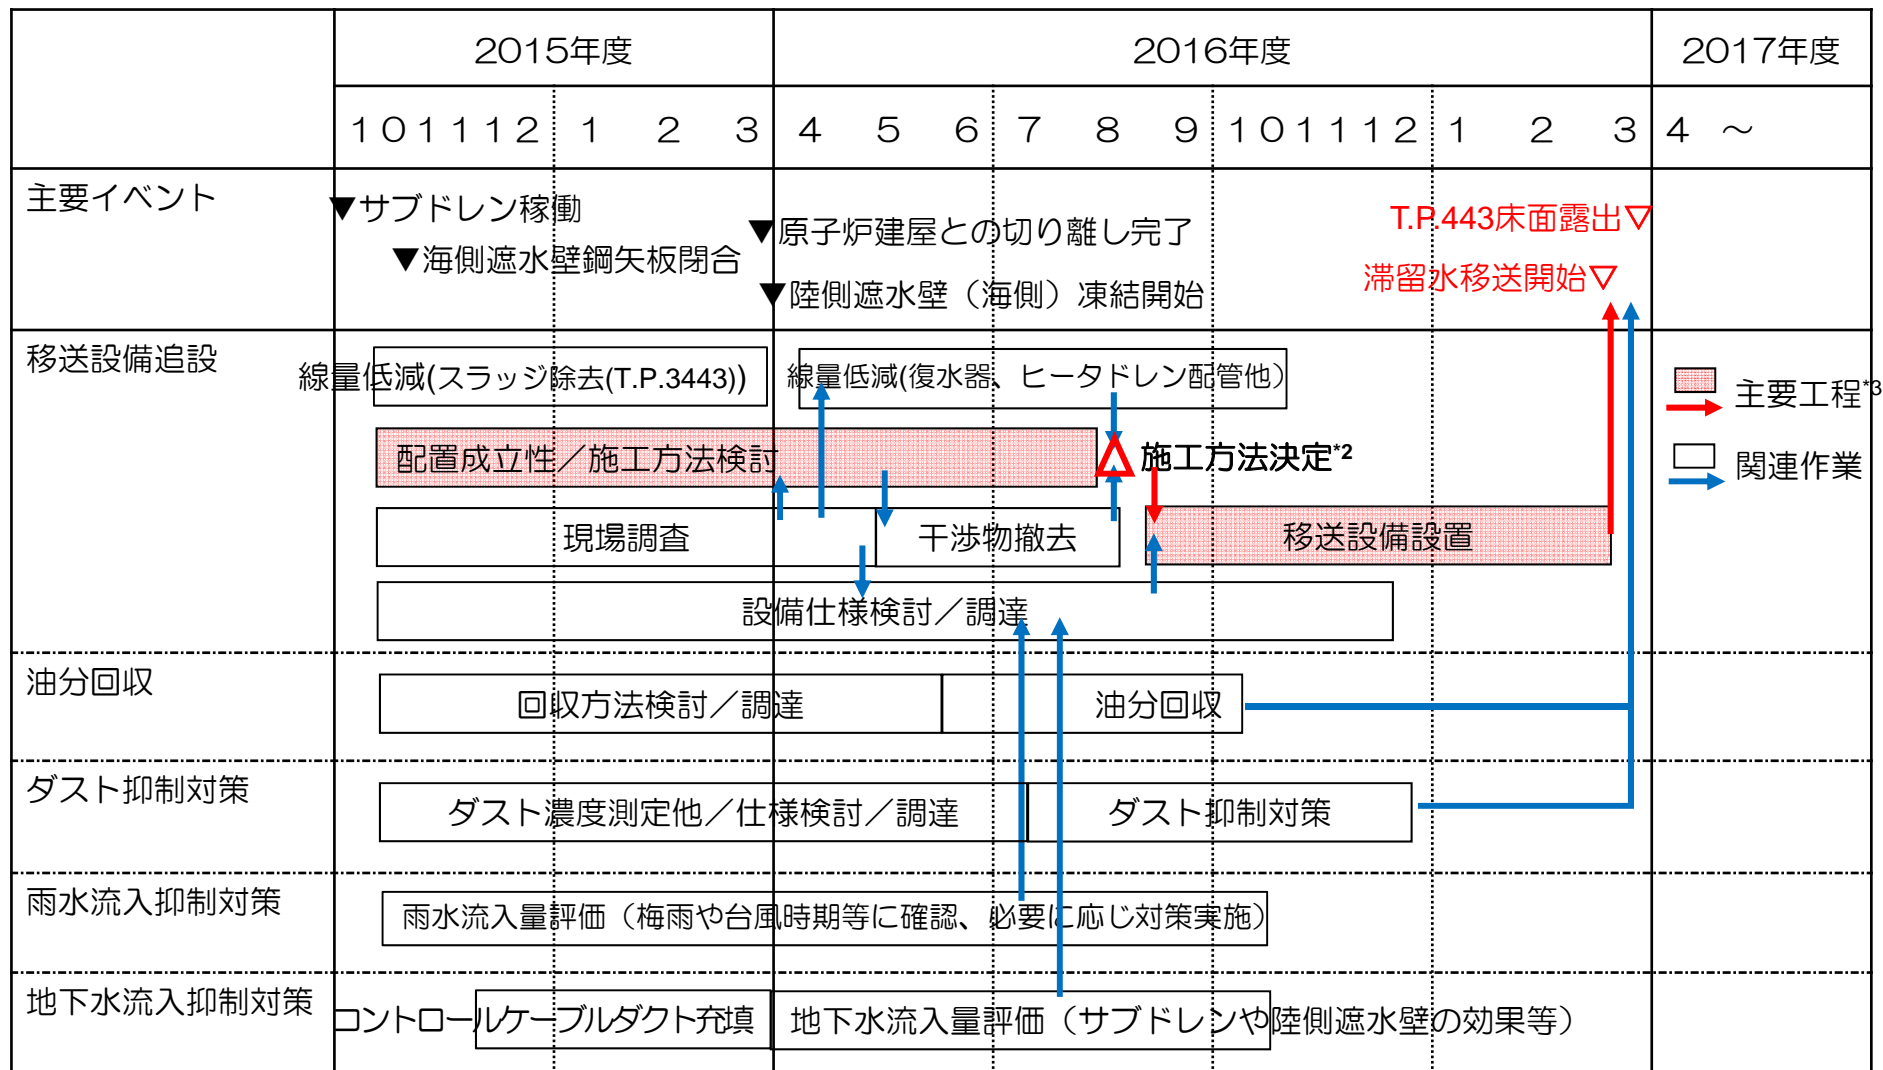 2015年度 2016年度 2017年度
10 11 12 1 2 3 4 5 6 7 8 9 10 11 12 1 2 3 4 ～
主要イベント
▼サブドレン稼働
▼海側遮水壁鋼矢板閉合
▼原子炉建屋との切り離し完了
▼陸側遮水壁（海側）凍結開始
T.P.443床面露出▽
滞留水移送開始▽
移送設備追設
線量低減(スラッジ除去(T.P.3443))
線量低減(復水器、ヒータドレン配管他)
配置成立性／施工方法検討
施工方法決定*2
現場調査
干渉物撤去
移送設備設置
設備仕様検討／調達
主要工程*3
関連作業
油分回収
回収方法検討／調達
油分回収
ダスト抑制対策
ダスト濃度測定他／仕様検討／調達
ダスト抑制対策
雨水流入抑制対策
雨水流入量評価（梅雨や台風時期等に確認、必要に応じ対策実施）
地下水流入抑制対策
コントロールケーブルダクト充填
地下水流入量評価（サブドレンや陸側遮水壁の効果等）